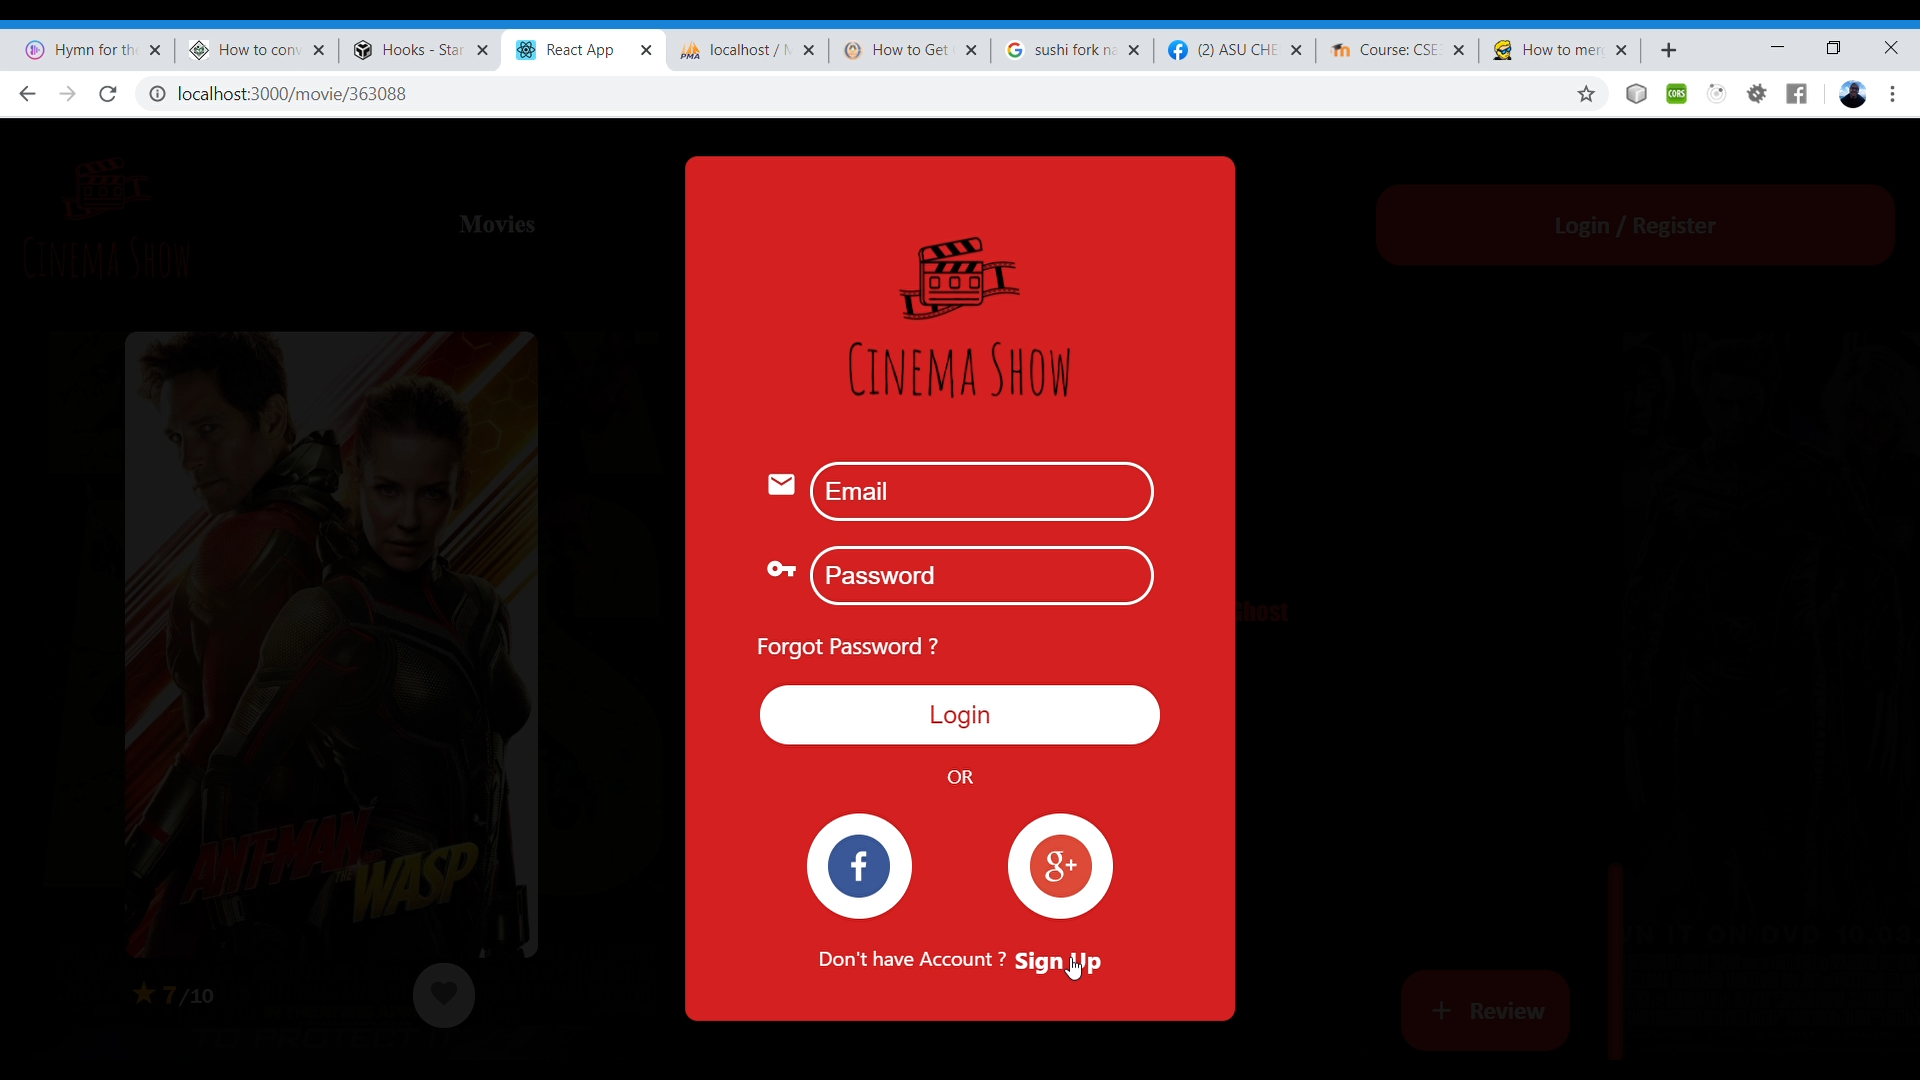 Hymn for th
How to conv
Hooks - Star
React App
localhost / M
How to Get
sushi fork na
(2) ASU CHE
Course: CSE
How to mer
localhost:3000/movie/363088
CORS
CINEMA SHOW
Movies
Login / Register
CINEMA SHOW
Email
Password
Ghost
Forgot Password ?
Login
OR
f
g+
Don't have Account ? Sign Up
ANT-MAN
THE
WASP
7/10
+ Review